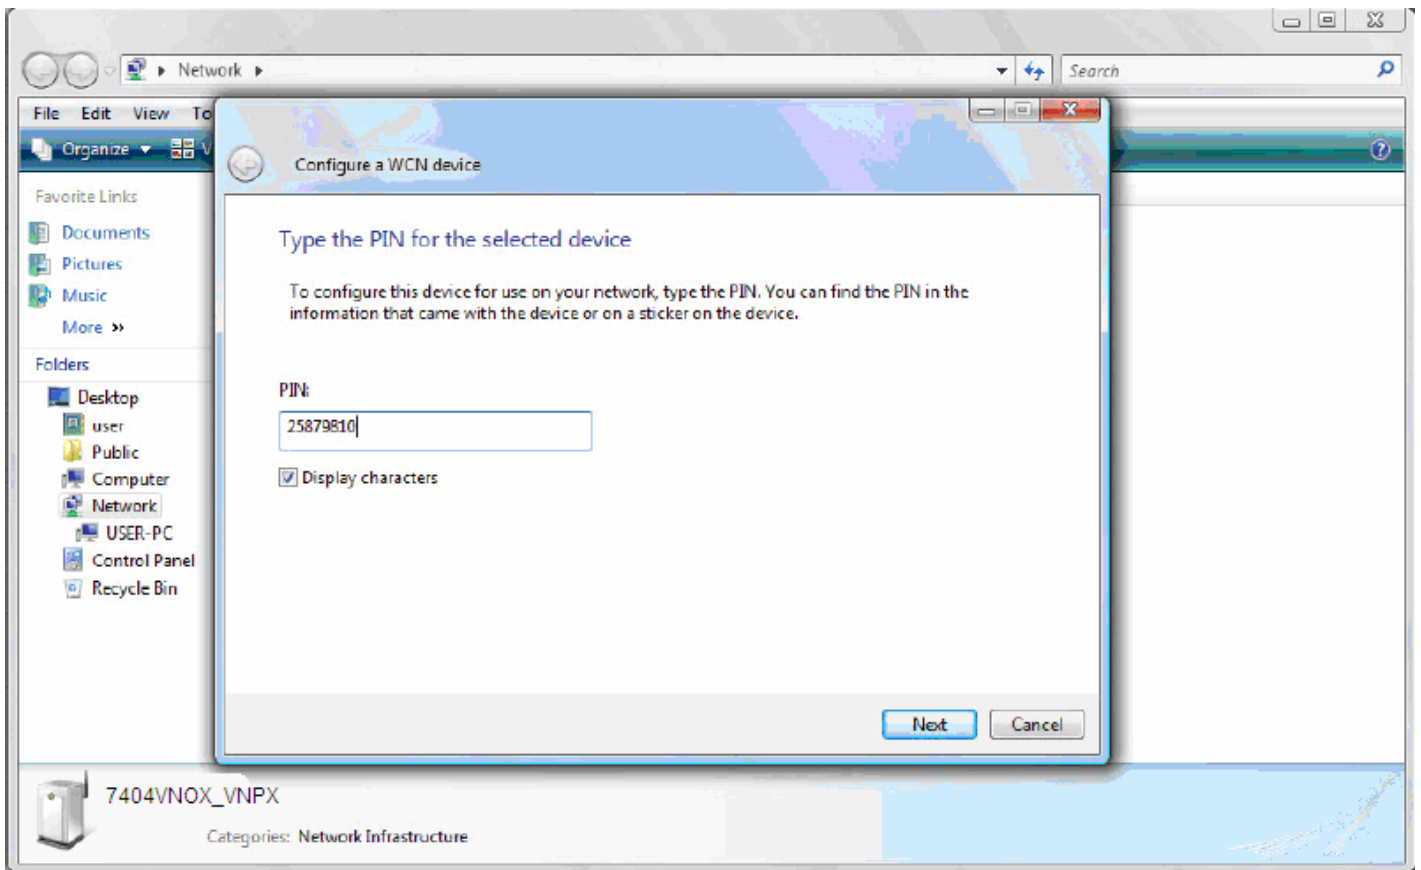 Network
Search
File Edit View To
Organize V
Configure a WCN device
Favorite Links
Documents
Pictures
Music
More »
Folders
Desktop
user
Public
Computer
Network
USER-PC
Control Panel
Recycle Bin
Type the PIN for the selected device
To configure this device for use on your network, type the PIN. You can find the PIN in the
information that came with the device or on a sticker on the device.
PIN:
25879810
Display characters
Next Cancel
7404VNOX_VNPX
Categories: Network Infrastructure